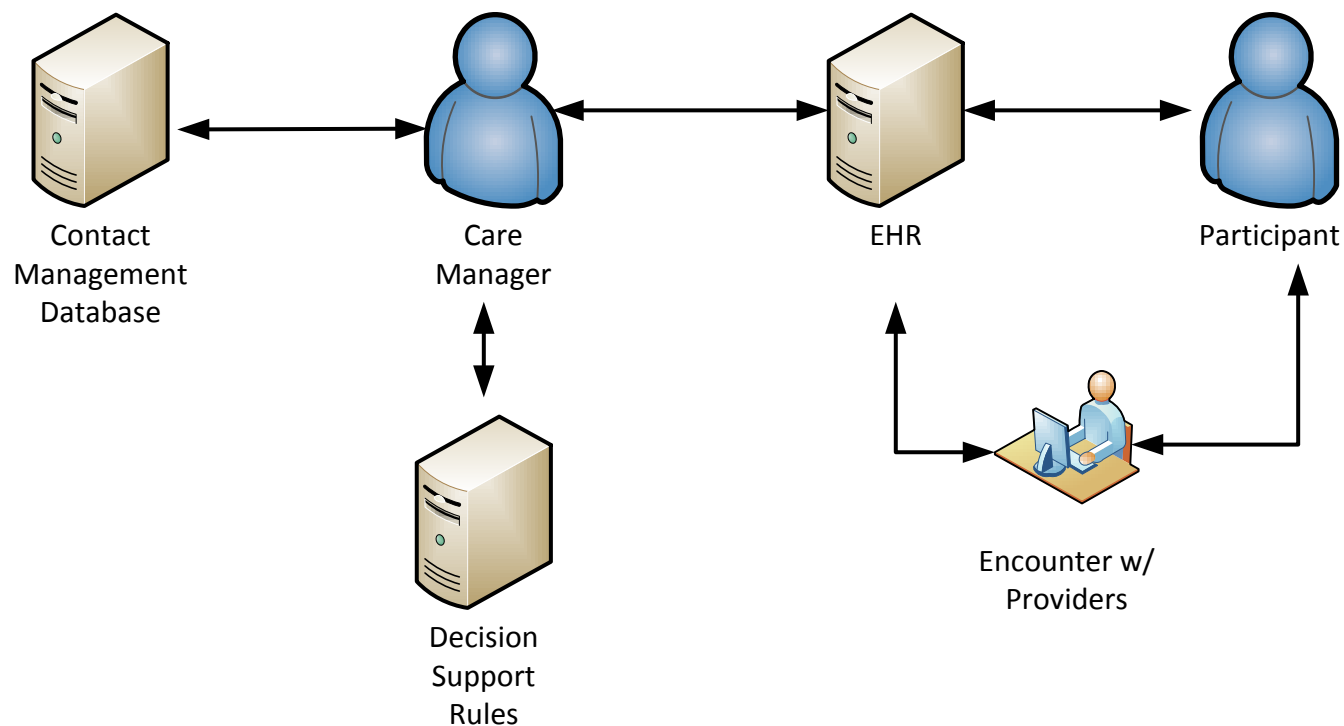 Contact
Management
Database
Care
Manager
EHR
Participant
Encounter w/
Providers
Decision
Support
Rules